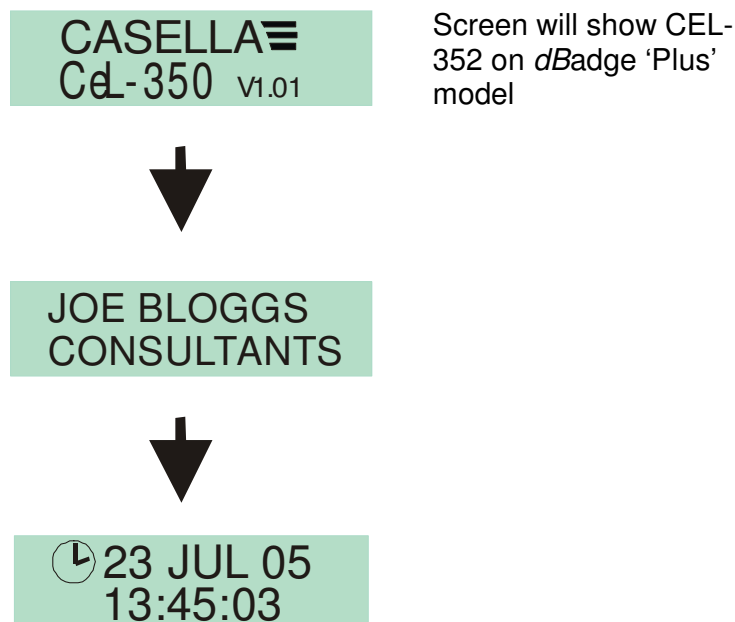 CASELLA
CeL-350 V1.01
Screen will show CEL-
352 on dBadge ‘Plus’
model
JOE BLOGGS
CONSULTANTS
23 JUL 05
13:45:03